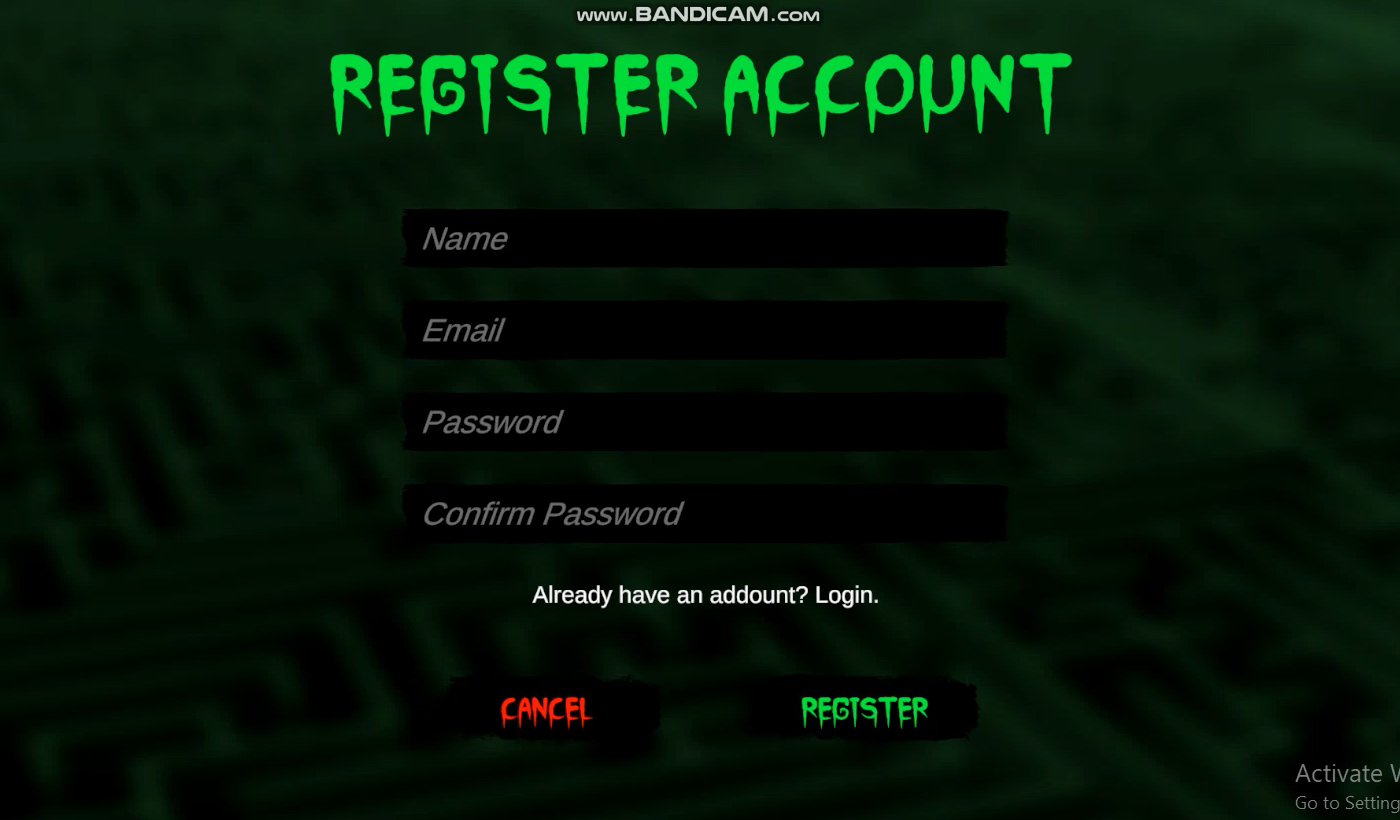 www.BANDICAM.com
REGISTER ACCOUNT
Name
Email
Password
Confirm Password
Already have an addount? Login.
CANCEL
REGISTER
Activate
Go to Setting